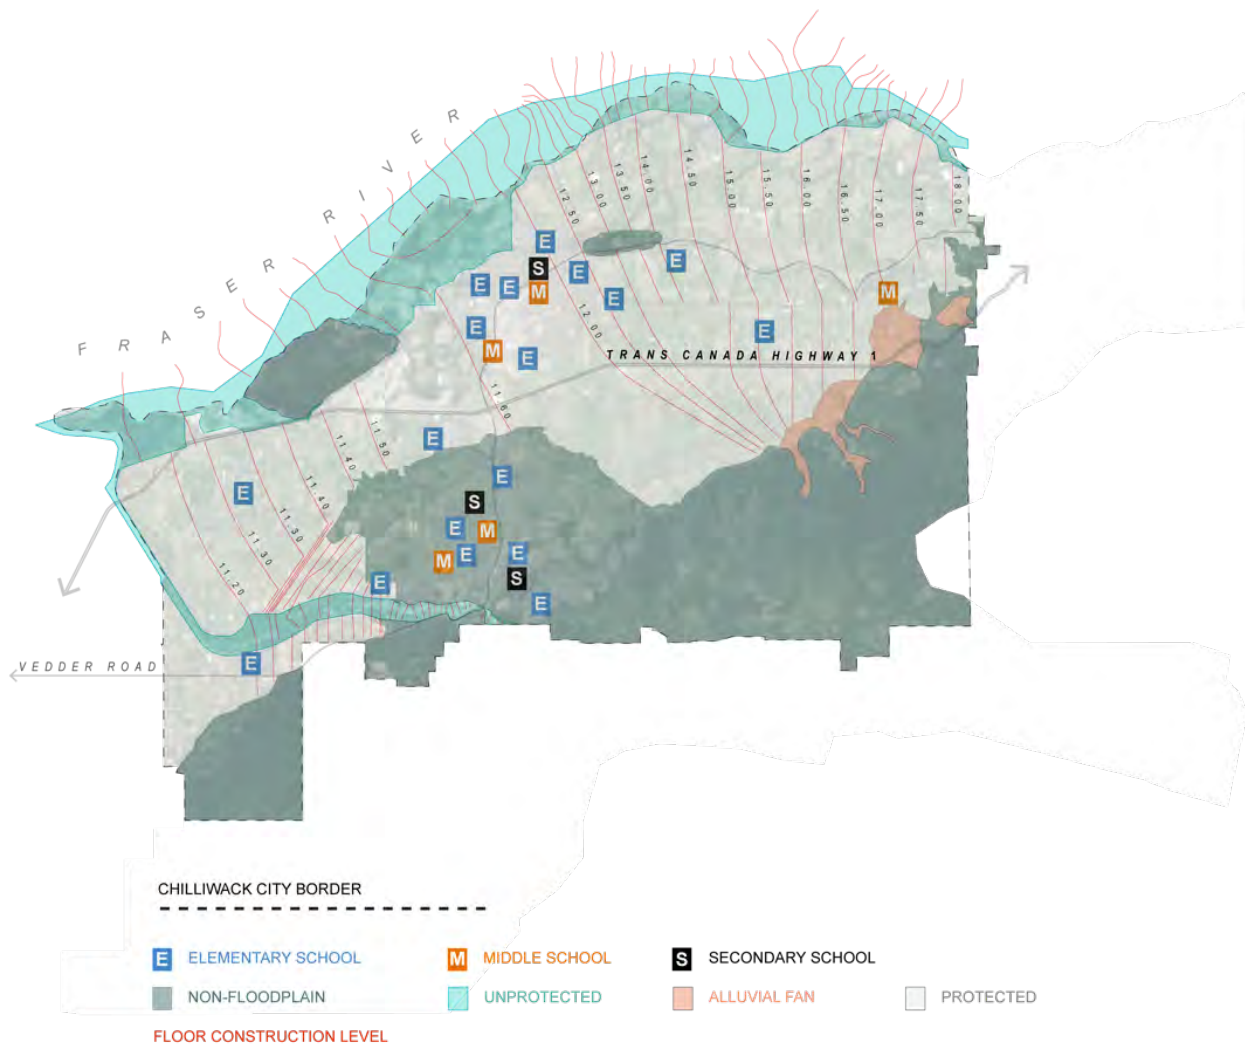 FRASER RIVER
12.50
13.00
13.50
14.00
14.50
15.00
15.50
16.00
16.50
17.00
17.50
18.00
E
S
E
E
E
E
M
E
M
E
12.00
E
M
E
TRANS CANADA HIGHWAY 1
11.60
11.50
11.40
11.40
11.30
11.30
11.20
E
E
E
S
E
M
E
M
E
S
E
E
VEDDER ROAD
E
CHILLIWACK CITY BORDER
E ELEMENTARY SCHOOL M MIDDLE SCHOOL S SECONDARY SCHOOL
NON-FLOODPLAIN UNPROTECTED ALLUVIAL FAN PROTECTED
FLOOR CONSTRUCTION LEVEL